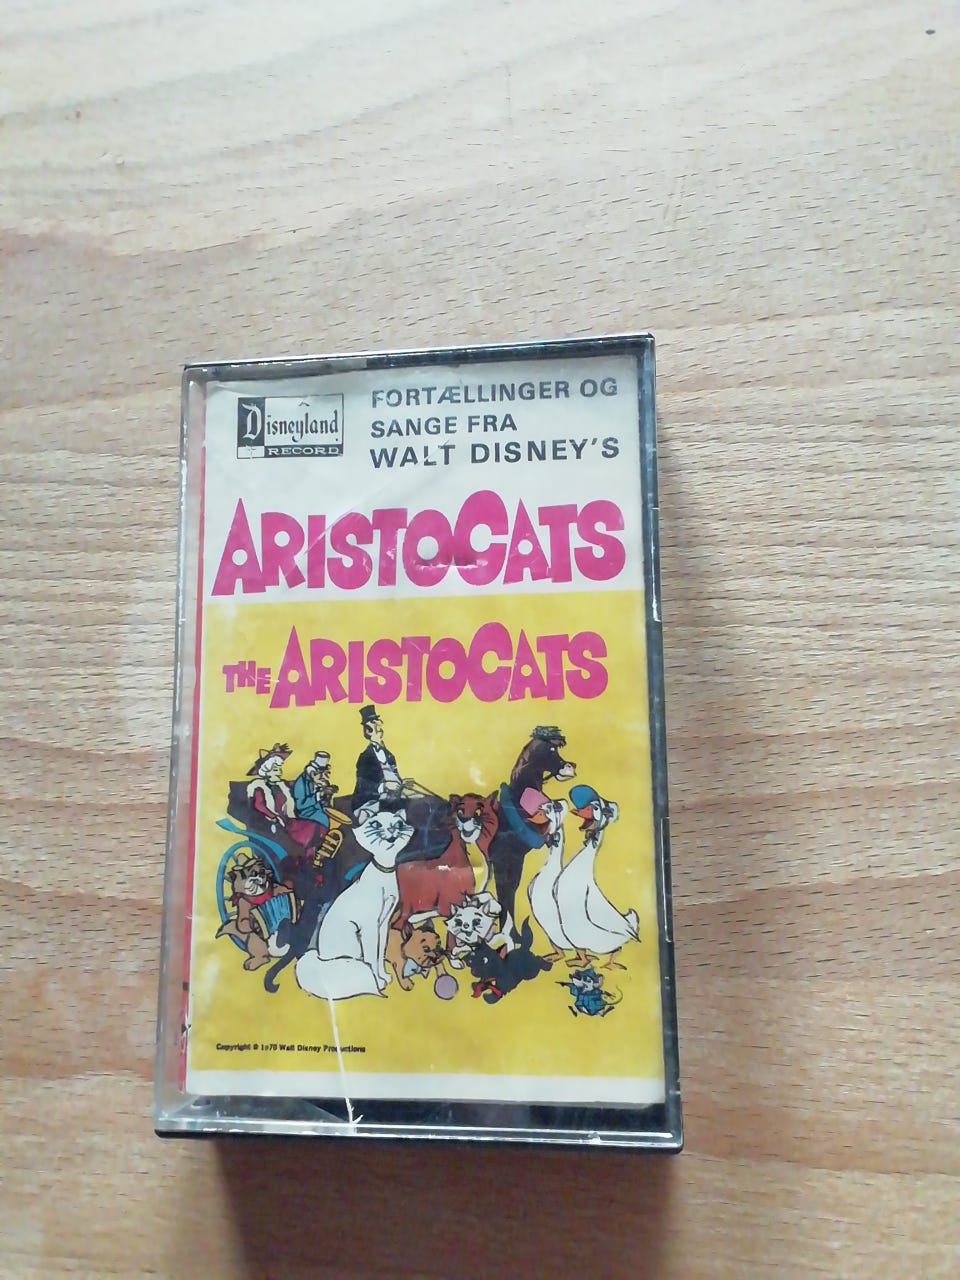 Disneyland
RECORD
FORTÆLLINGER OG
SANGE FRA
WALT DISNEY'S
ARISTOCATS
THE ARISTOCATS
Copyright © 1970 Walt Disney Productions